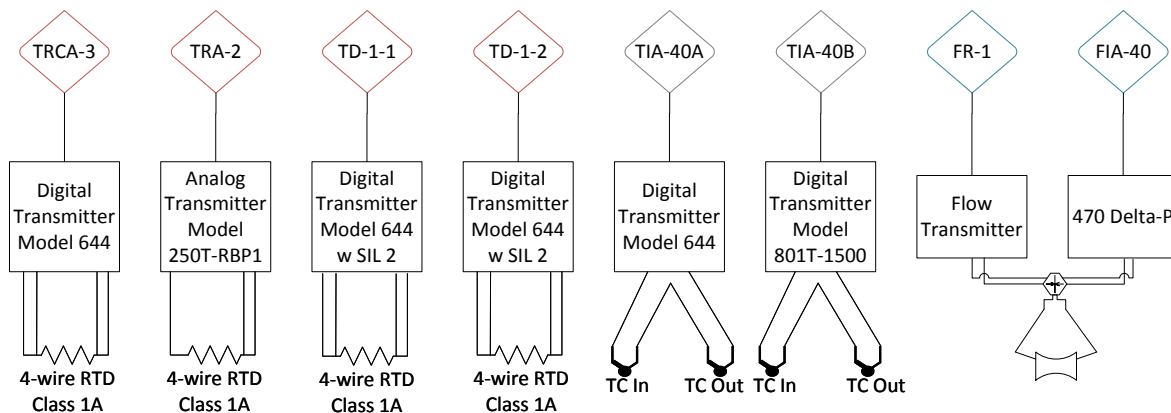 TRCA-3
TRA-2
TD-1-1
TD-1-2
TIA-40A
TIA-40B
FR-1
FIA-40
Digital
Transmitter
Model 644
Analog
Transmitter
Model
250T-RBP1
Digital
Transmitter
Model 644
w SIL 2
Digital
Transmitter
Model 644
w SIL 2
Digital
Transmitter
Model 644
Digital
Transmitter
Model
801T-1500
Flow
Transmitter
470 Delta-P
4-wire RTD
Class 1A
4-wire RTD
Class 1A
4-wire RTD
Class 1A
4-wire RTD
Class 1A
TC In
TC Out
TC In
TC Out